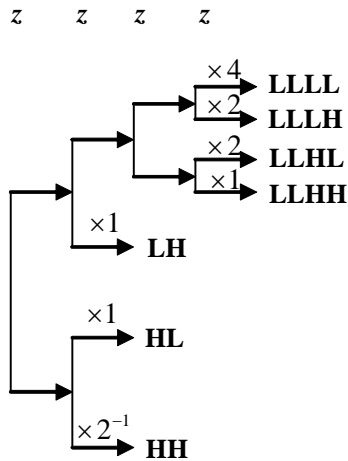 z z z z
×4 LLLL
×2 LLLH
×2 LLHL
×1 LLHH
×1 LH
×1 HL
×2⁻¹ HH